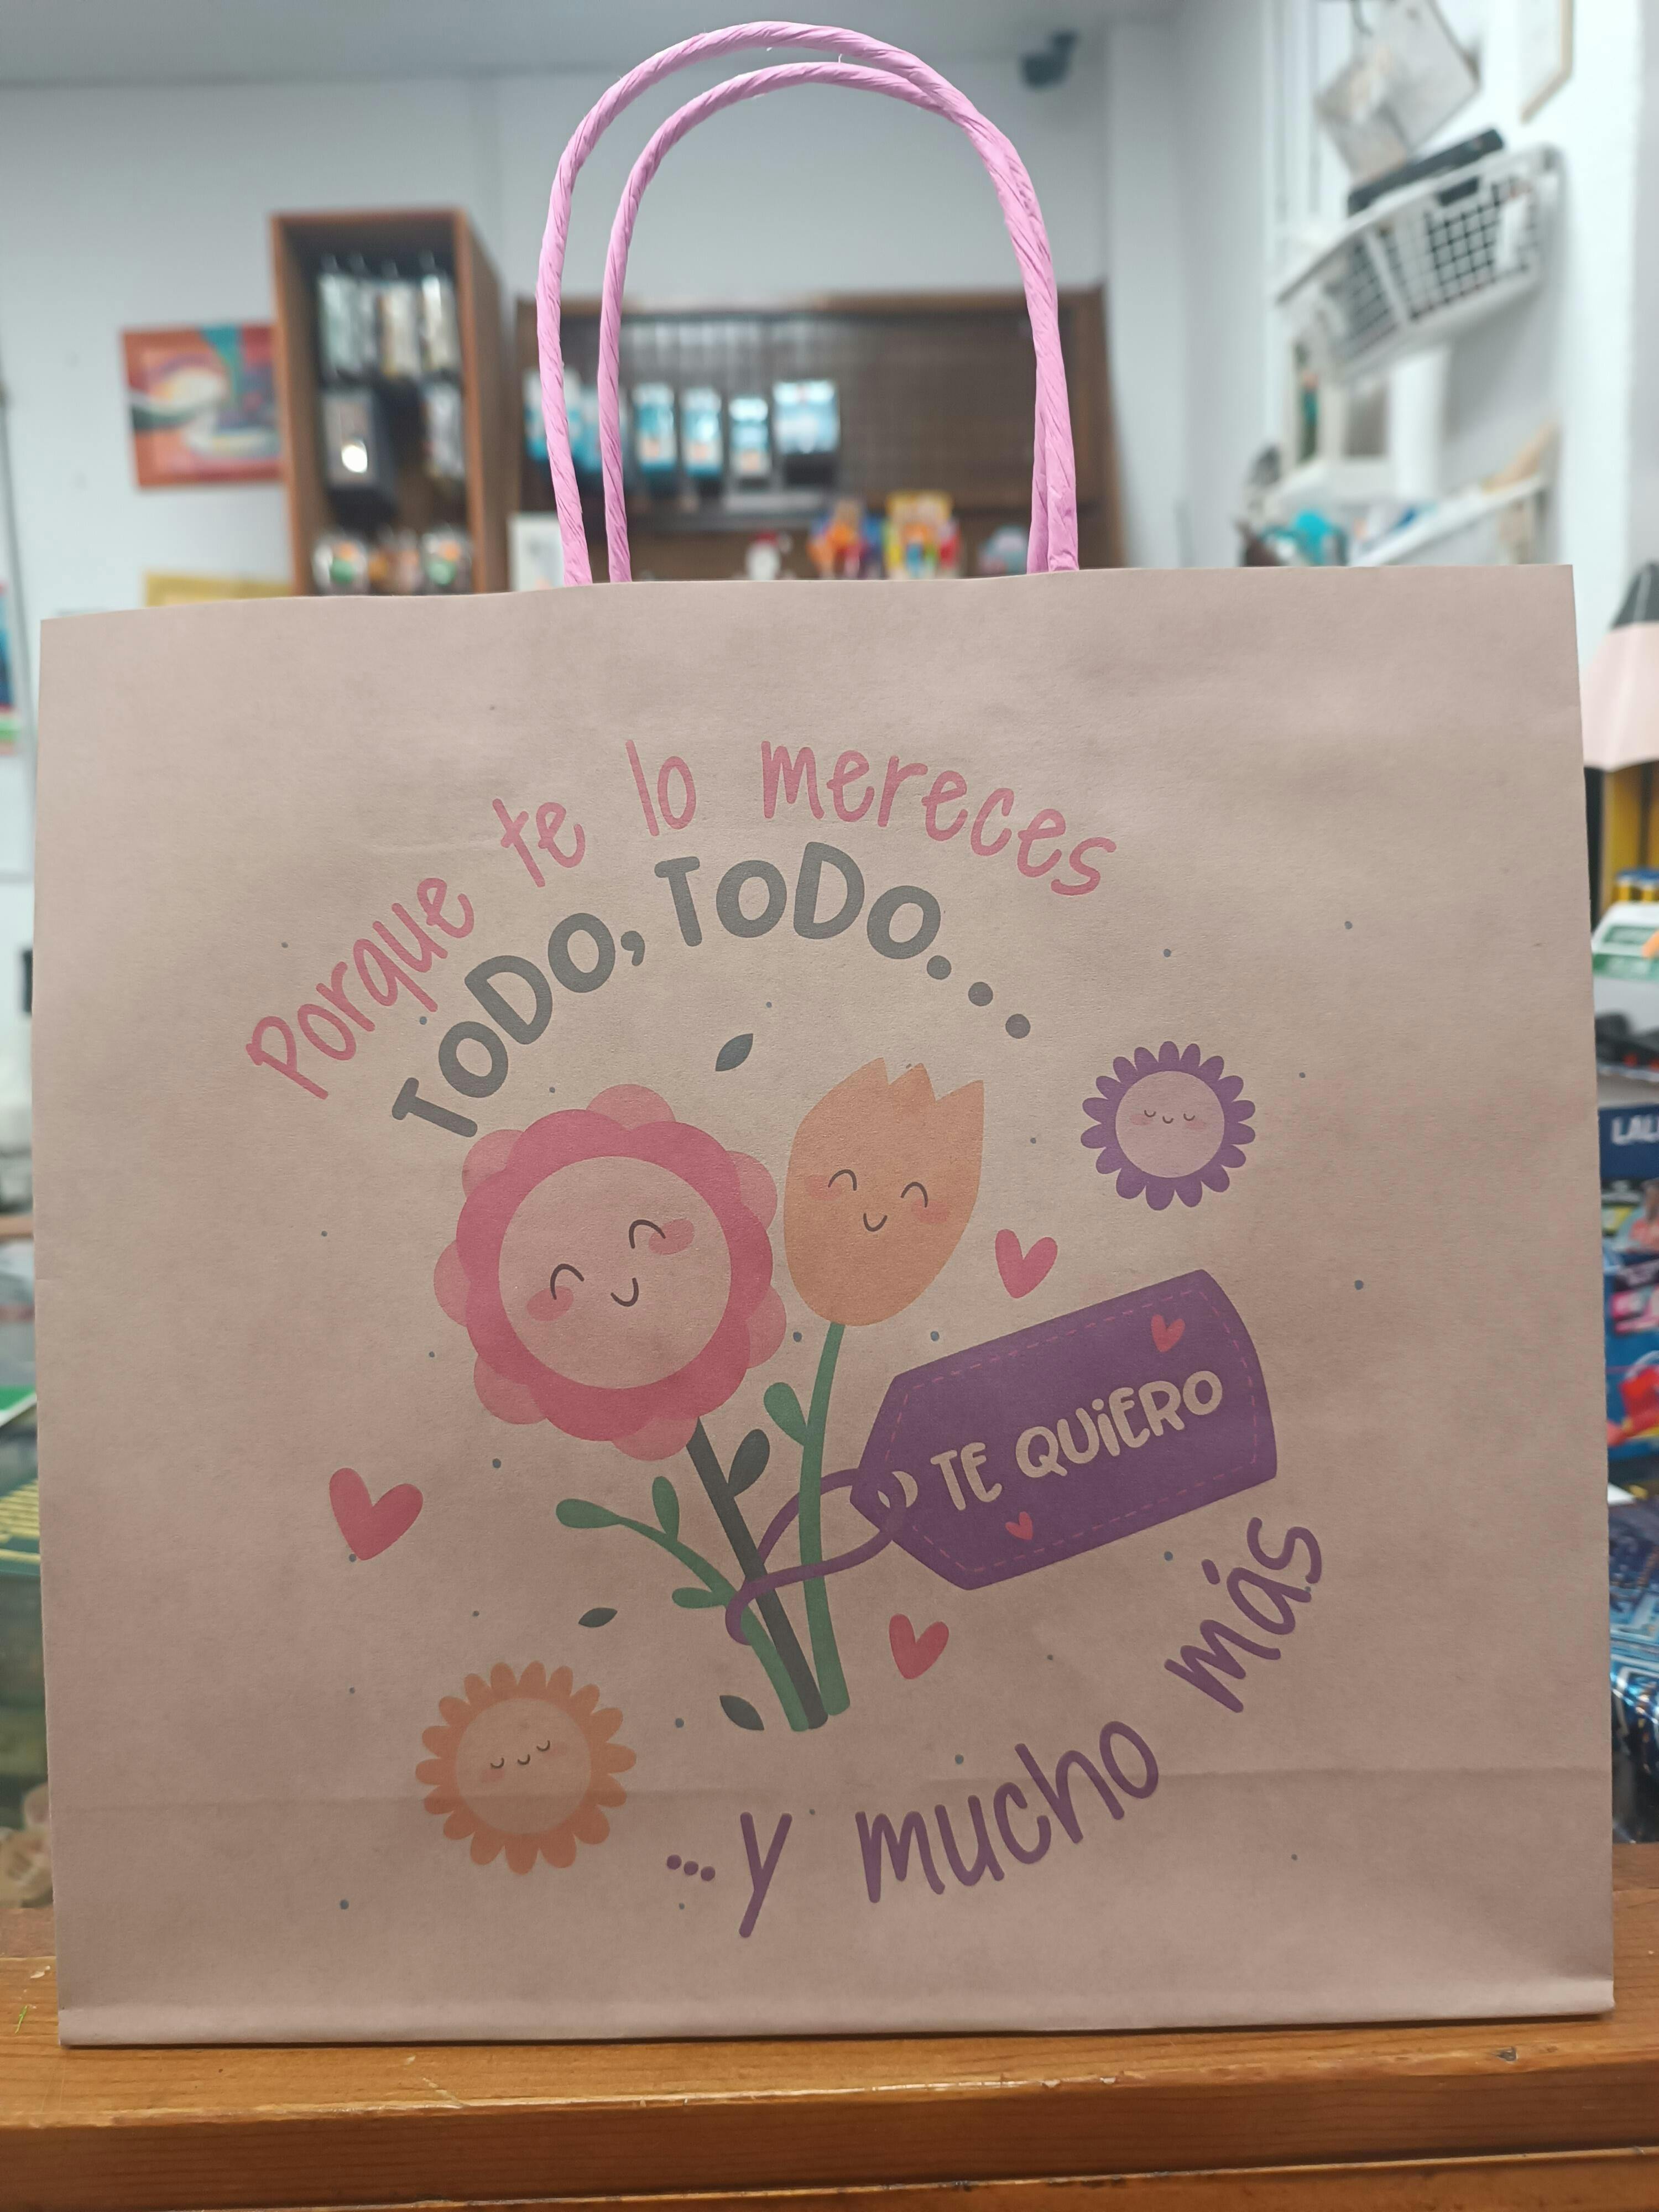 Porque te lo mereces
TODO, TODO...
TE QUiERO
...y mucho más